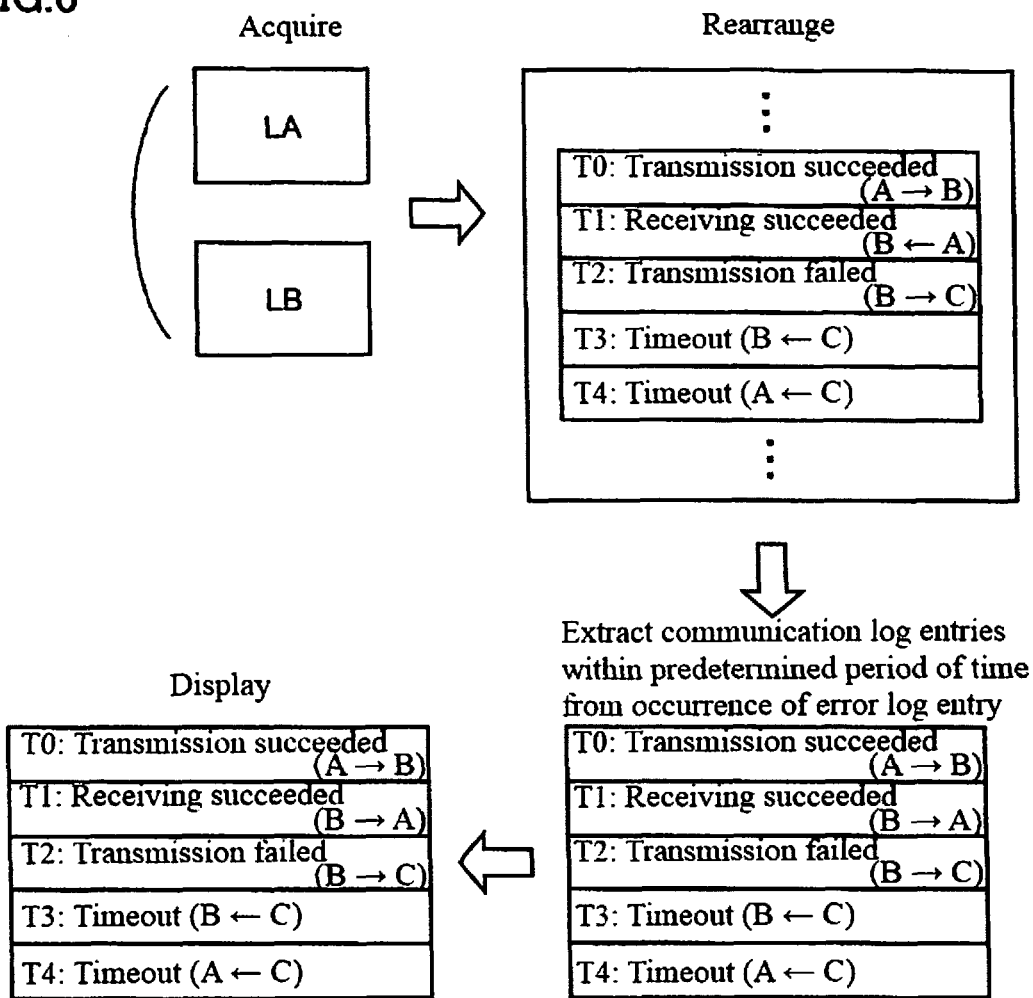 Acquire
LA
LB
Rearrange
⋮
T0: Transmission succeeded
(A → B)
T1: Receiving succeeded
(B ← A)
T2: Transmission failed
(B → C)
T3: Timeout (B ← C)
T4: Timeout (A ← C)
⋮
Extract communication log entries
within predetermined period of time
from occurrence of error log entry
T0: Transmission succeeded
(A → B)
T1: Receiving succeeded
(B → A)
T2: Transmission failed
(B → C)
T3: Timeout (B ← C)
T4: Timeout (A ← C)
Display
T0: Transmission succeeded
(A → B)
T1: Receiving succeeded
(B → A)
T2: Transmission failed
(B → C)
T3: Timeout (B ← C)
T4: Timeout (A ← C)